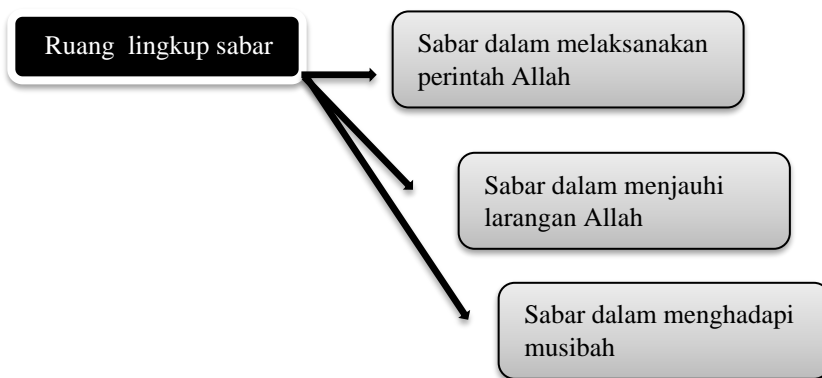 Ruang lingkup sabar
Sabar dalam melaksanakan
perintah Allah
Sabar dalam menjauhi
larangan Allah
Sabar dalam menghadapi
musibah